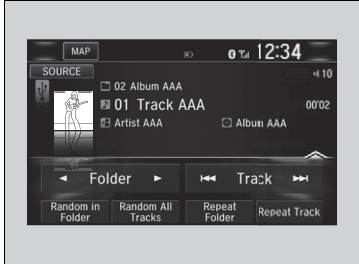 MAP
12:34
SOURCE
10
02 Album AAA
01 Track AAA
00'02
Artist AAA
Album AAA
Folder
Track
Random in Folder
Random All Tracks
Repeat Folder
Repeat Track